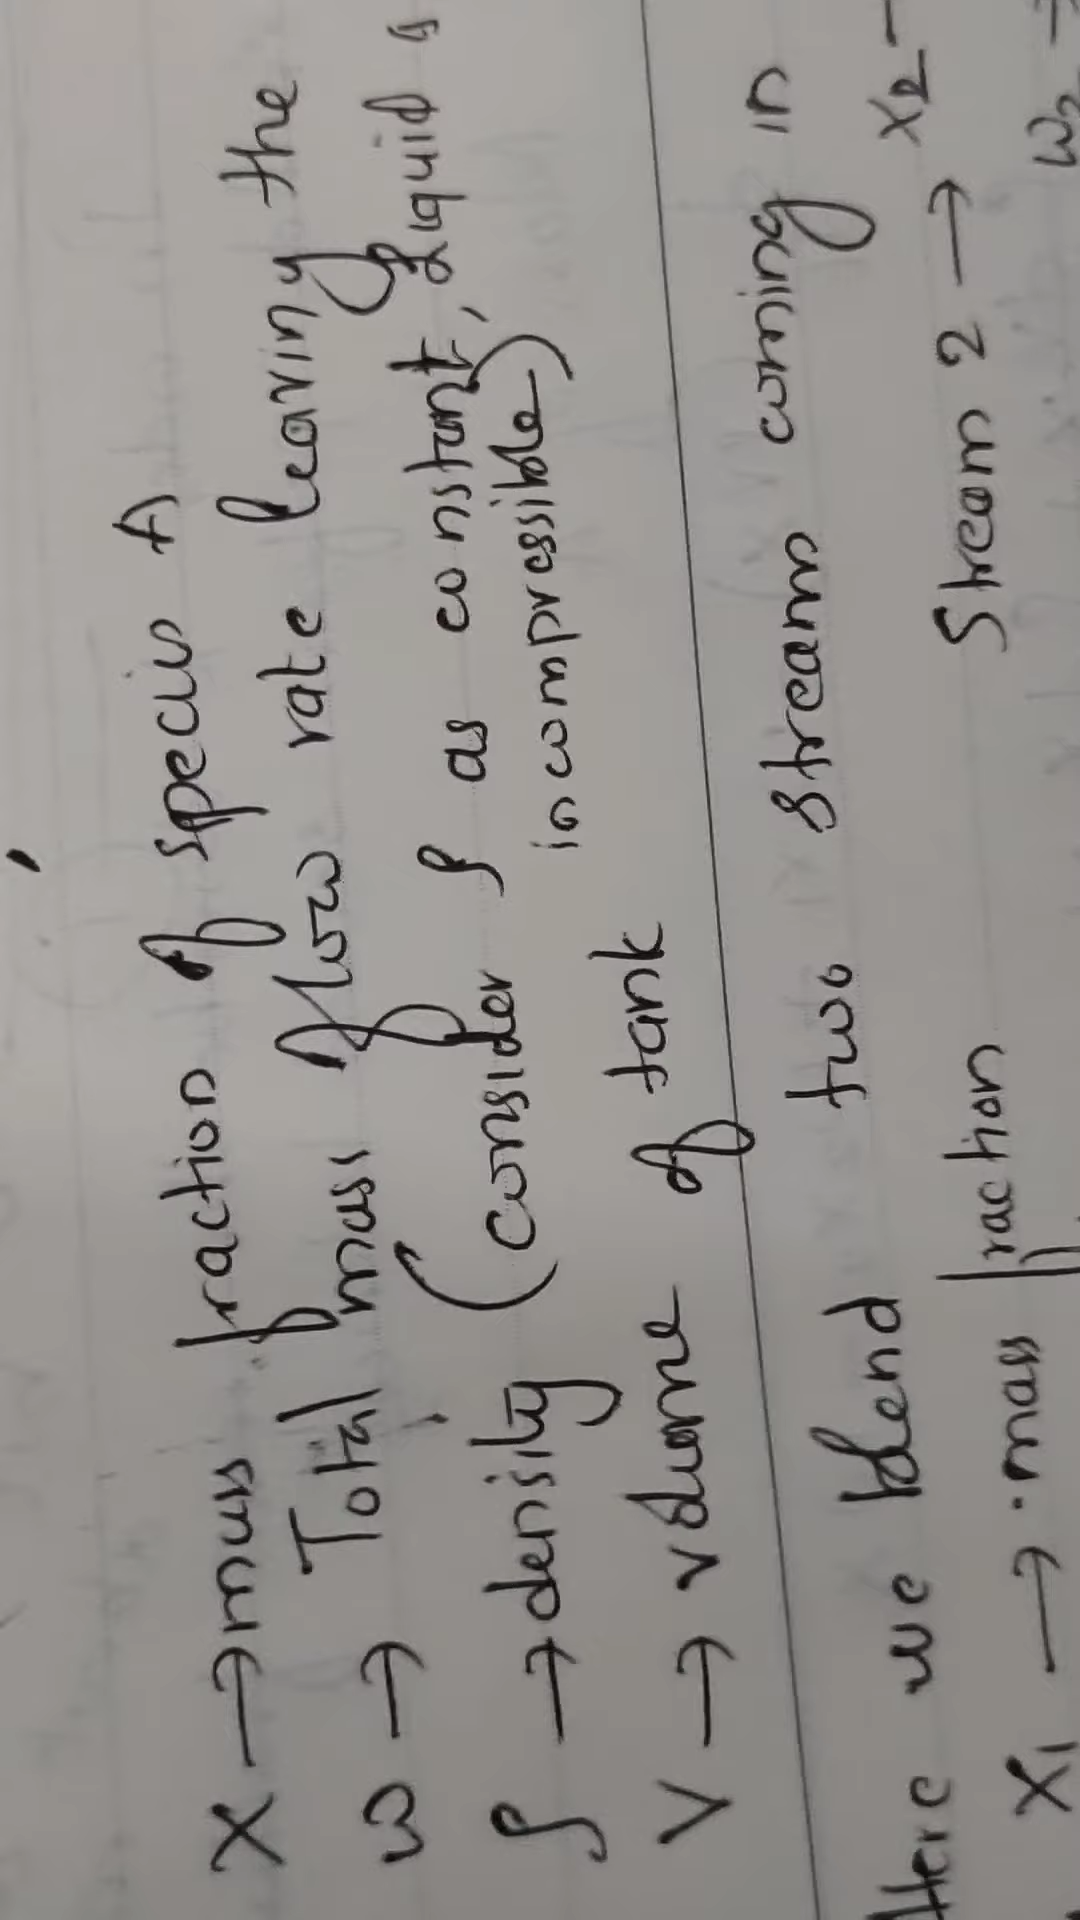 X → mass fraction of species A
w → Total mass flow rate leaving the
ρ → density (consider ρ as constant, liquid
incompressible)
V → volume of tank
Here we blend two streams coming in
Stream 2 → x2 -
X1 → mass fraction
w2 =